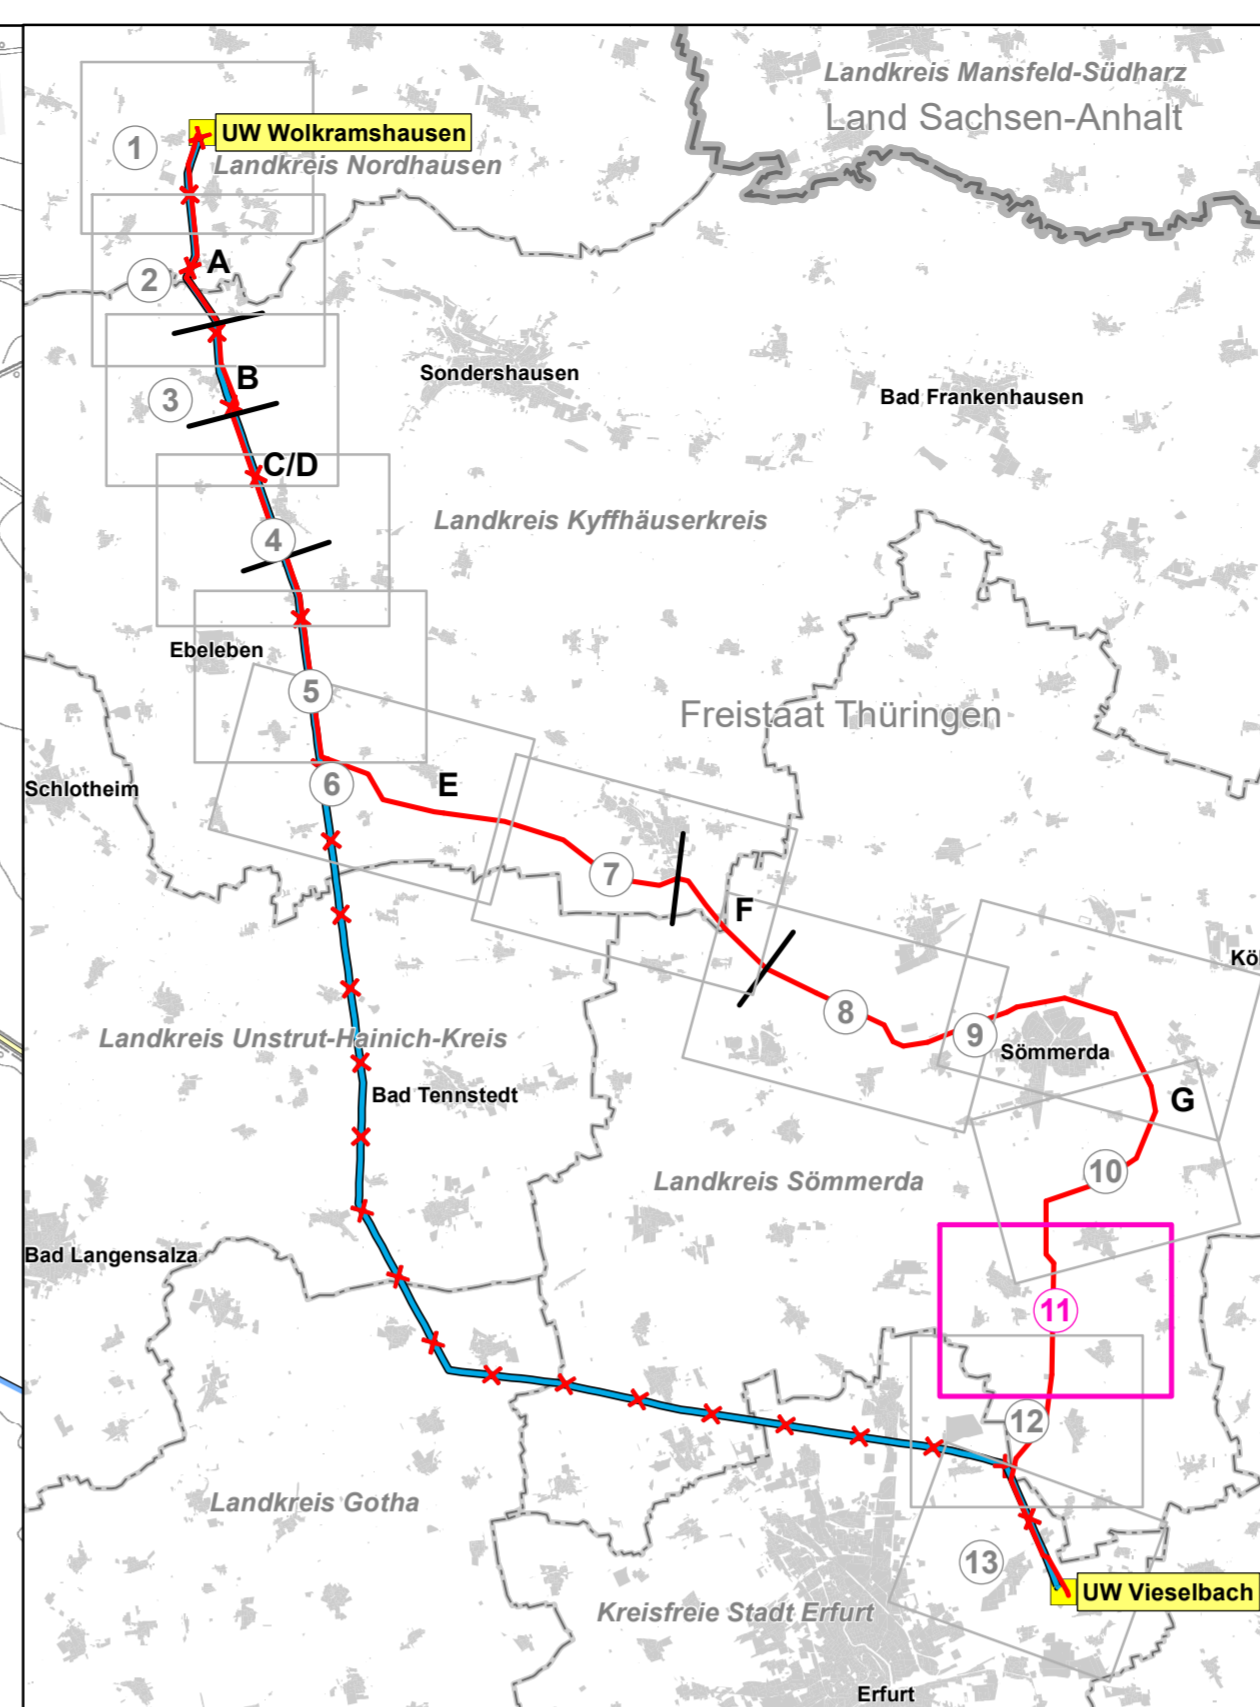 Landkreis Mansfeld-Südharz
Land Sachsen-Anhalt
1
UW Wolkramshausen
Landkreis Nordhausen
A
2
B
Sondershausen
3
Bad Frankenhausen
C/D
Landkreis Kyffhäuserkreis
4
Ebeleben
5
Freistaat Thüringen
Schlotheim
6
E
7
F
Kö
8
9
Landkreis Unstrut-Hainich-Kreis
Sömmerda
Bad Tennstedt
G
10
Landkreis Sömmerda
Bad Langensalza
11
12
Landkreis Gotha
13
UW Vieselbach
Kreisfreie Stadt Erfurt
Erfurt